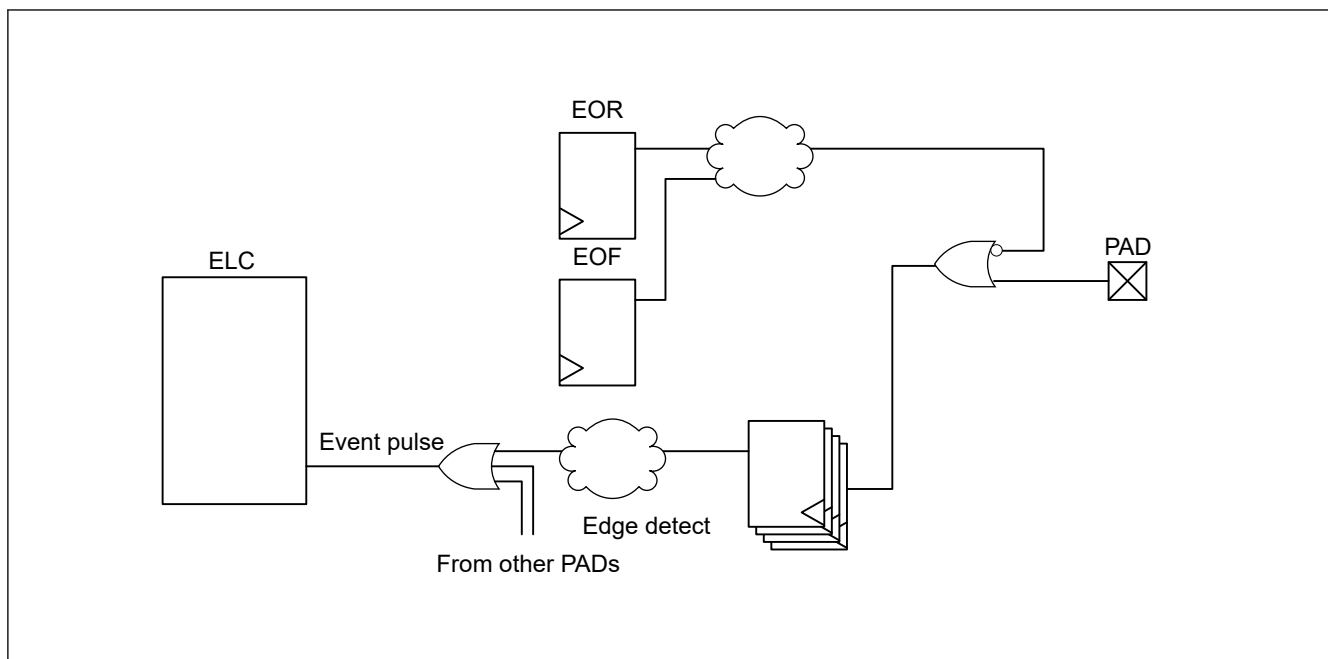 EOR
EOF
ELC
PAD
Event pulse
Edge detect
From other PADs